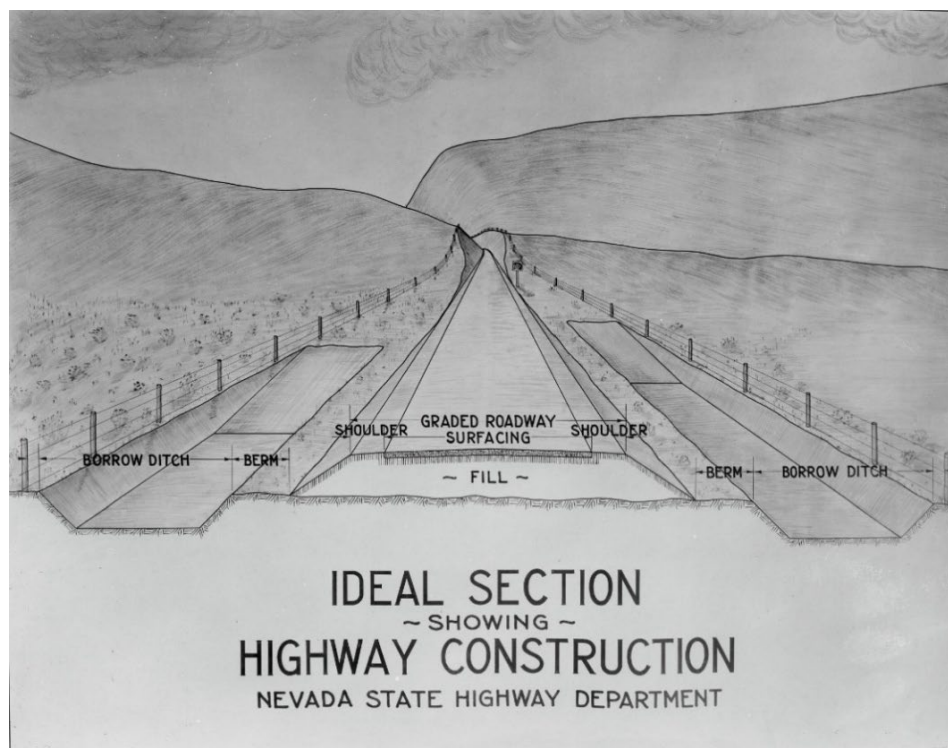 GRADED ROADWAY
SHOULDER SURFACING SHOULDER
BORROW DITCH BERM ~ FILL ~ BERM BORROW DITCH
IDEAL SECTION
~ SHOWING ~
HIGHWAY CONSTRUCTION
NEVADA STATE HIGHWAY DEPARTMENT